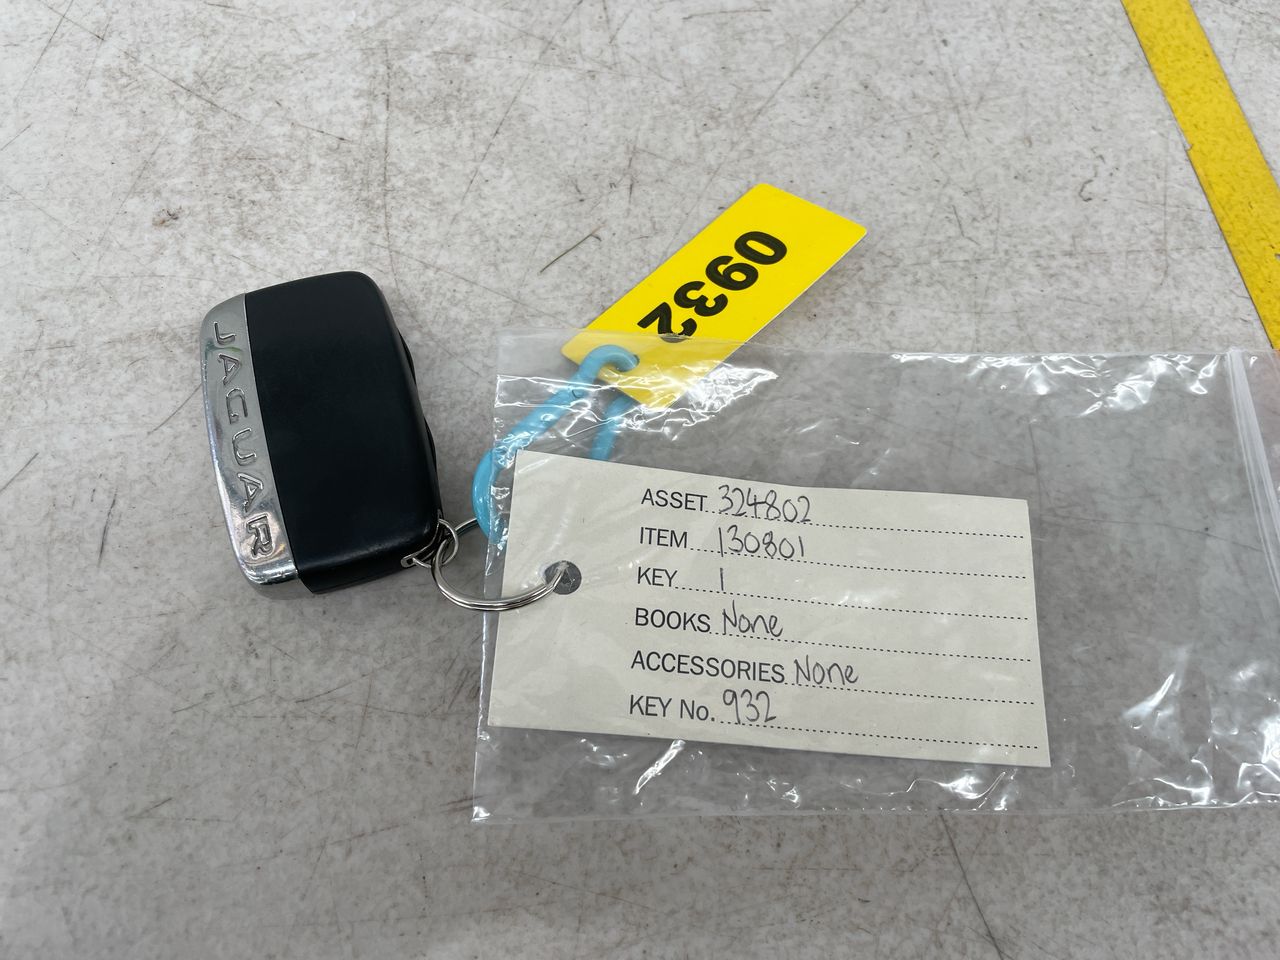 JAGUAR
0932
ASSET 324802
ITEM 130801
KEY 1
BOOKS None
ACCESSORIES None
KEY No. 932